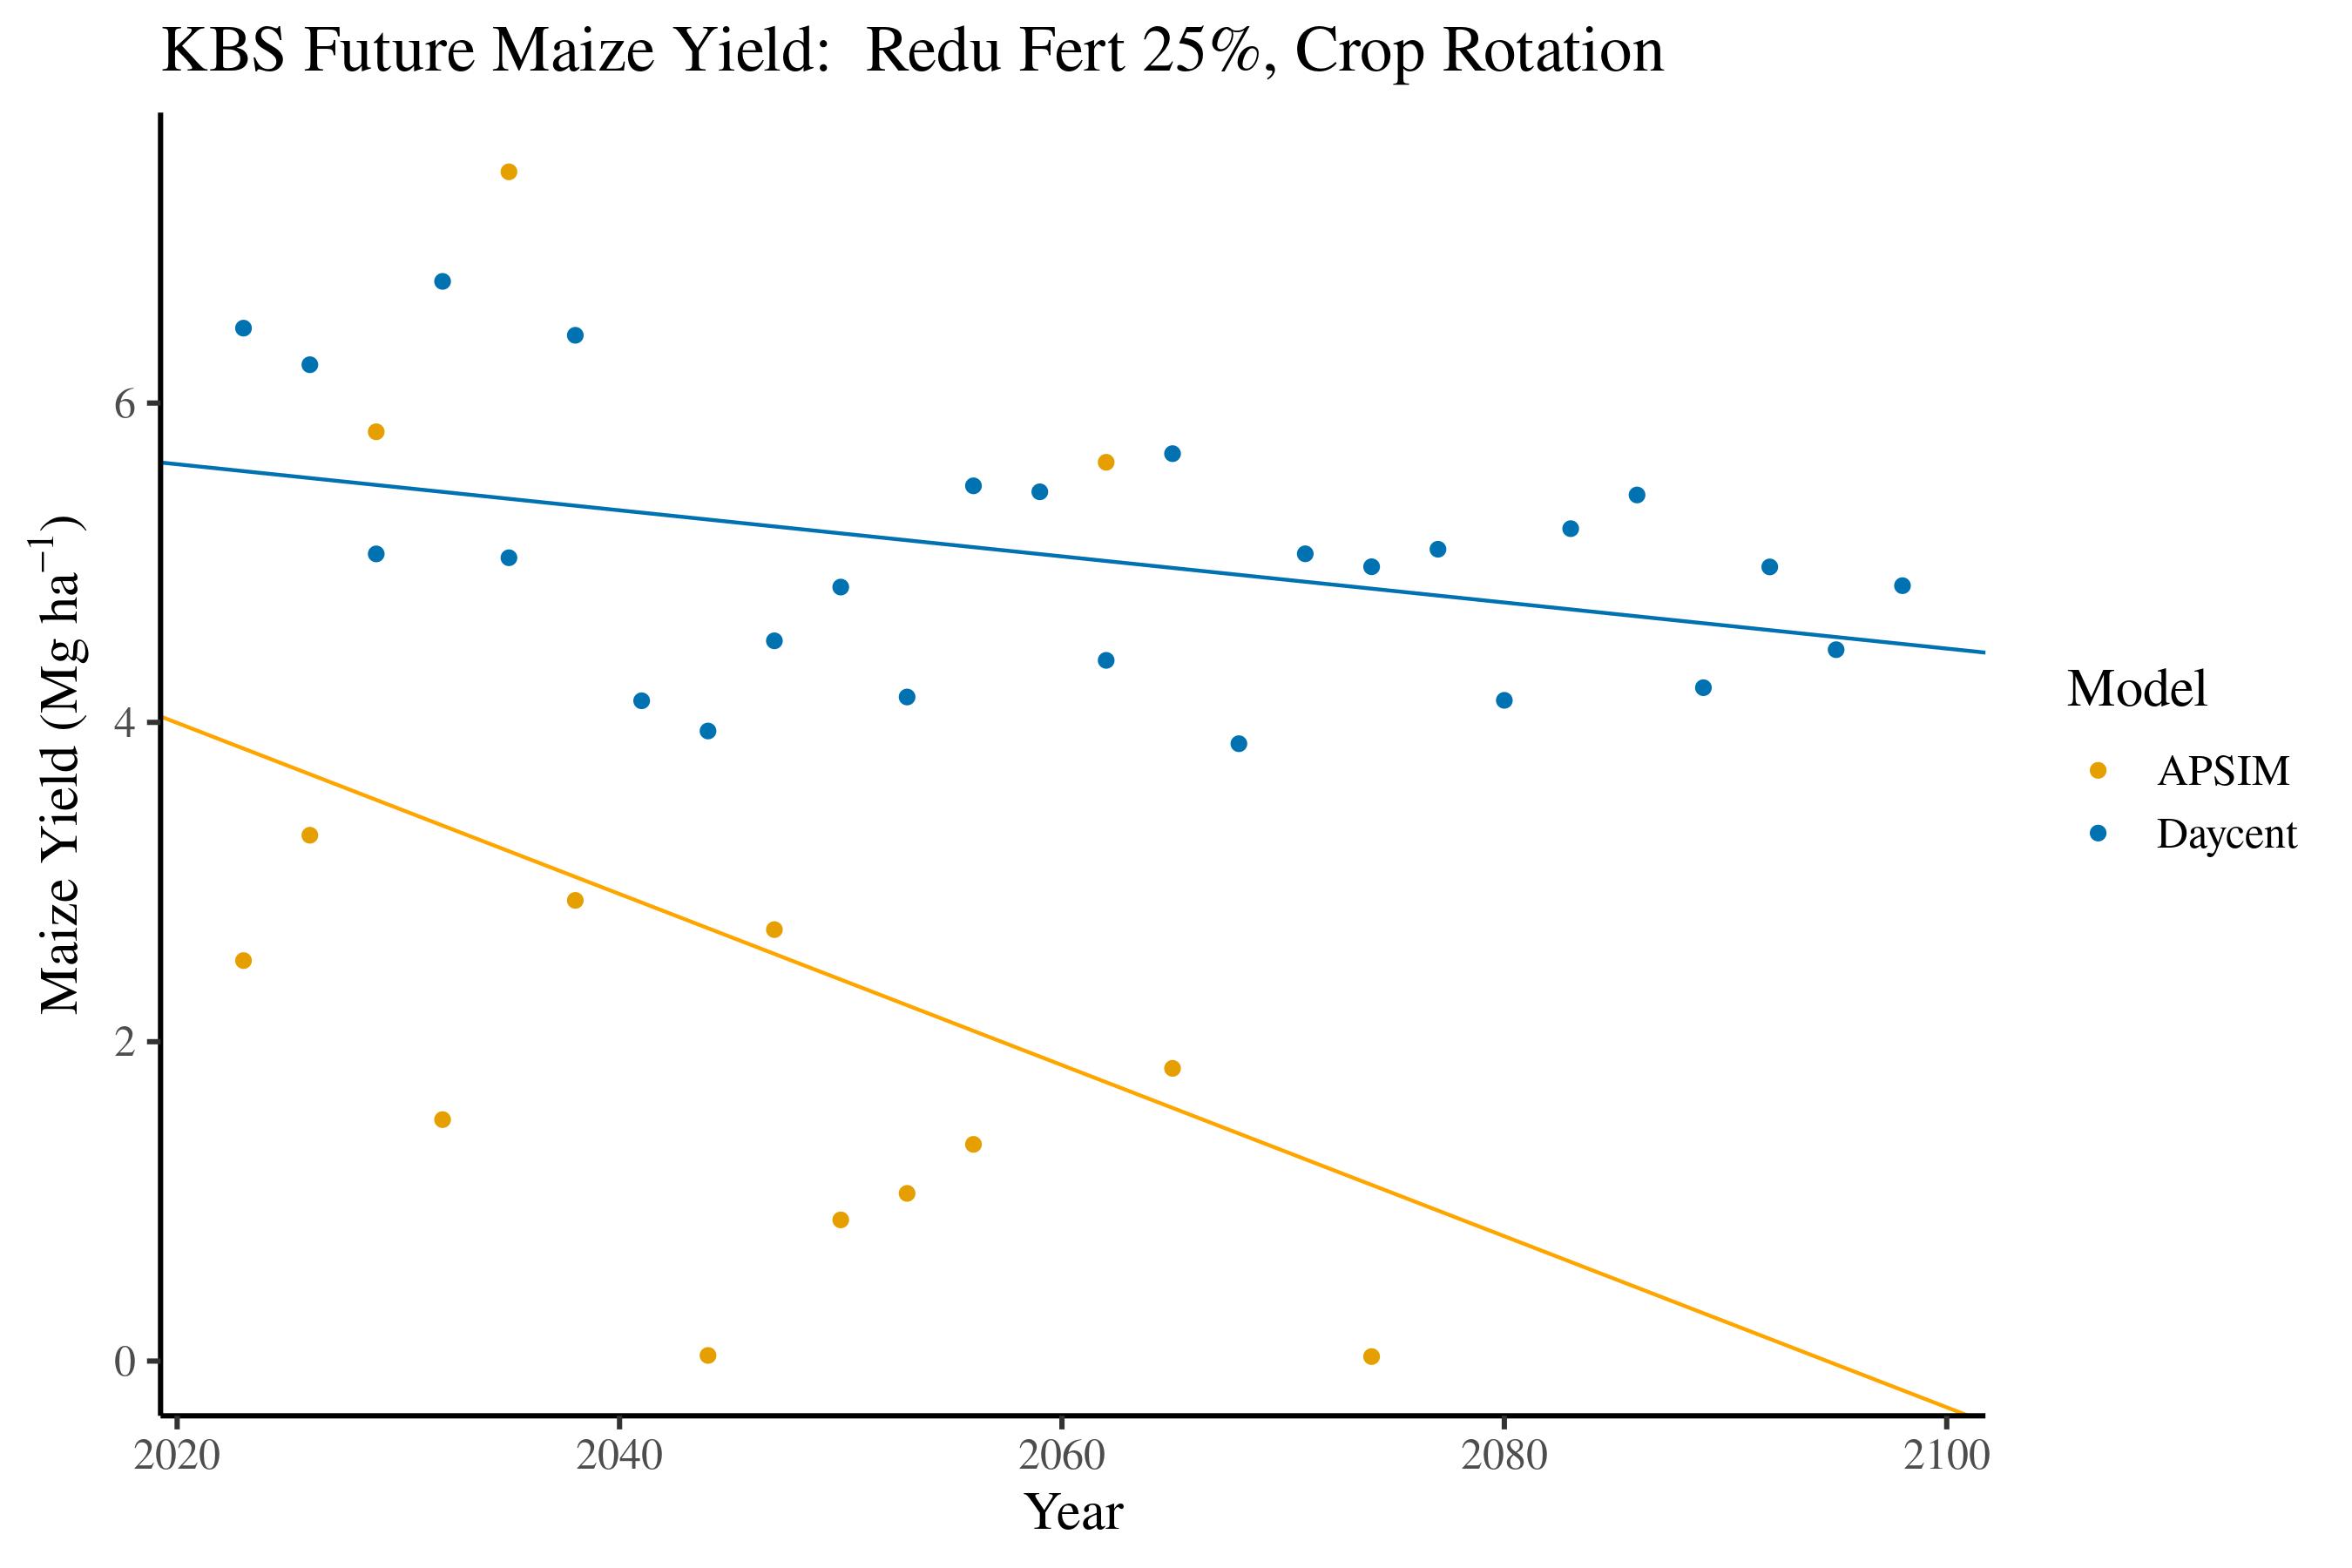 KBS Future Maize Yield:  Redu Fert 25%, Crop Rotation
Maize Yield (Mg ha⁻¹)
6
4
2
0
2020 2040 2060 2080 2100
Year
Model
APSIM
Daycent